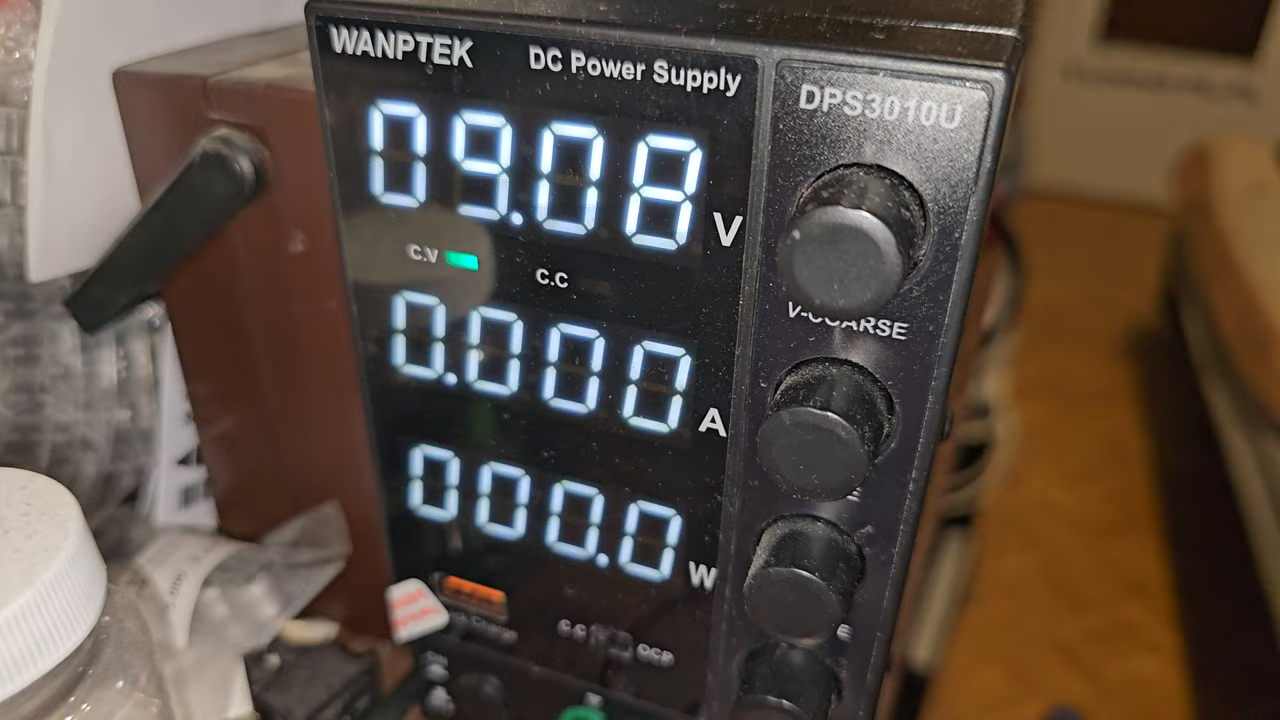 WANPTEK DC Power Supply
DPS3010U
09.08 V
C.V C.C
V-COARSE
0.000 A
000.0 W
C.C OCP